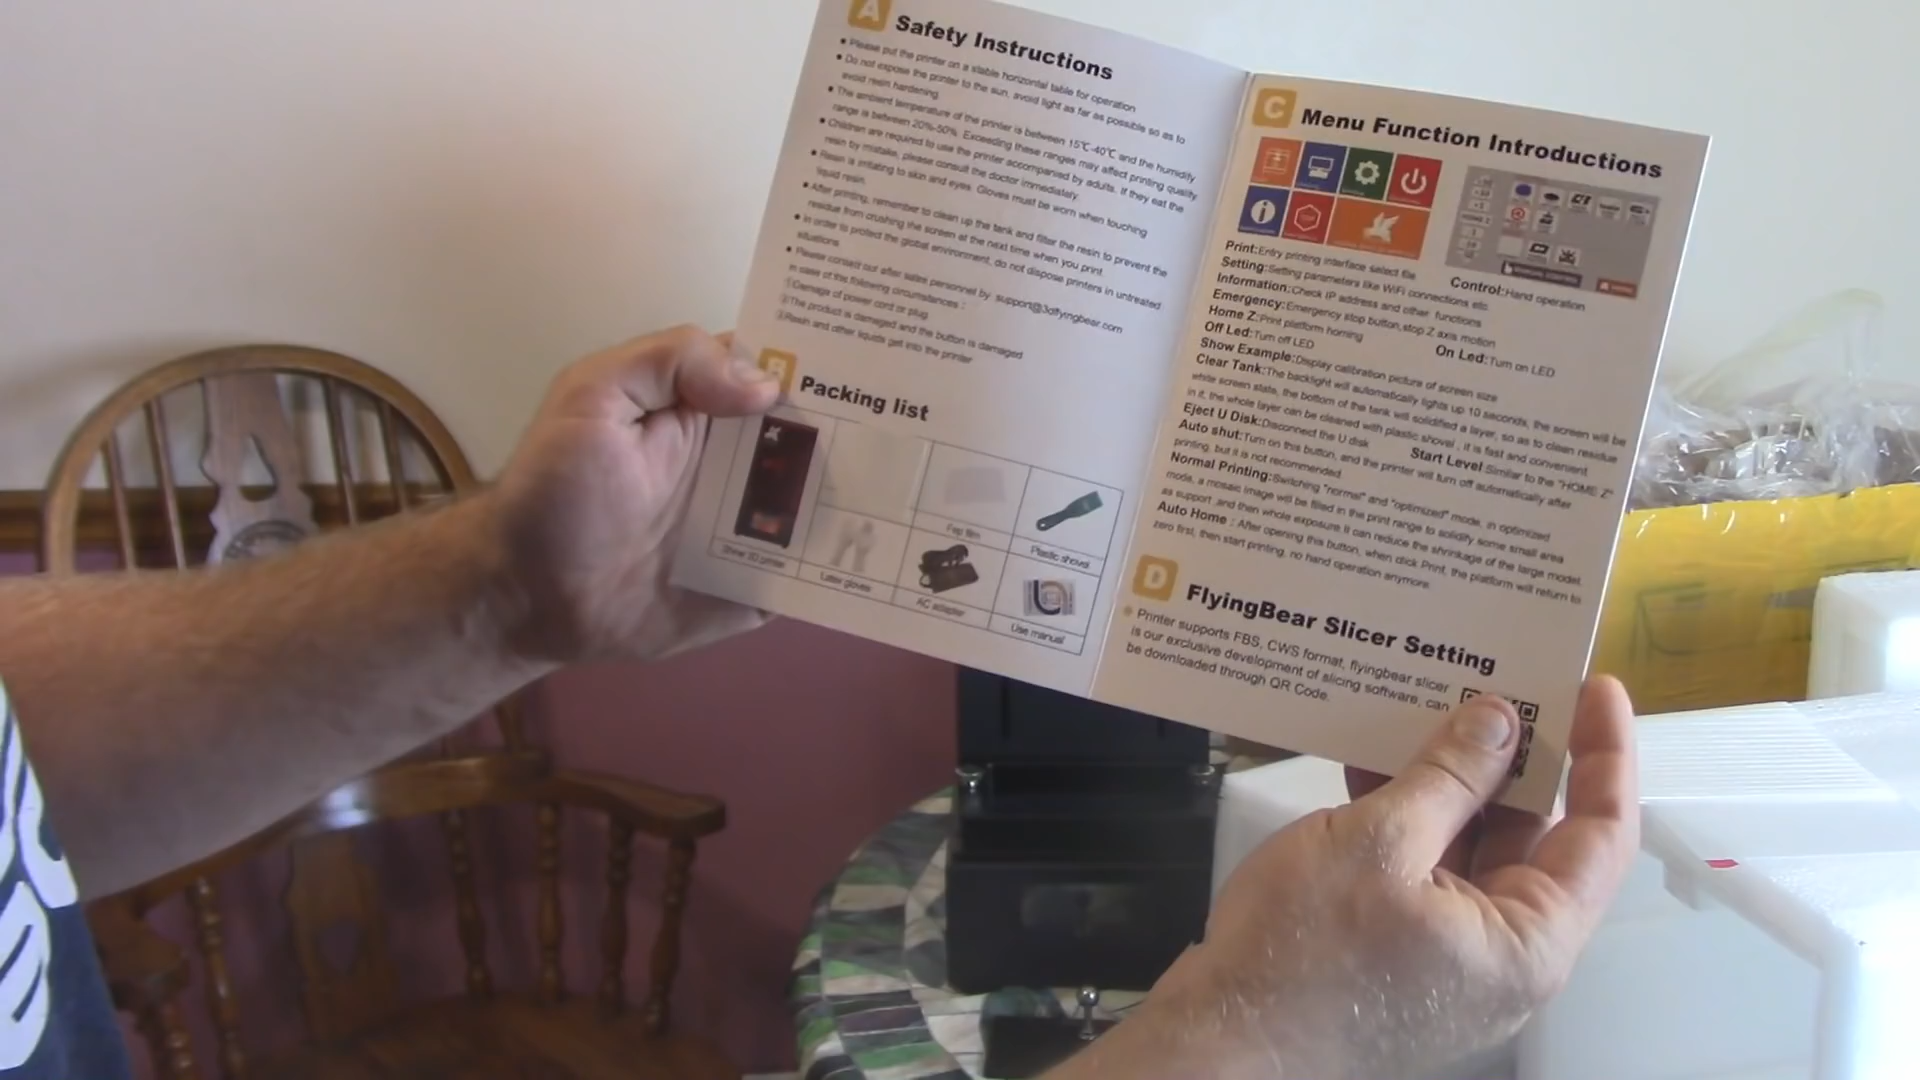 A Safety Instructions
● Please put the printer on a stable horizontal table for operation
● Do not expose the printer to the sun, avoid light as far as possible so as to
avoid resin hardening
● The ambient temperature of the printer is between 15℃-40℃ and the humidity
range is between 20%-50%. Exceeding these ranges may affect printing quality
● Children are required to use the printer accompanied by adults. If they eat the
resin by mistake, please consult the doctor immediately
● Resin is irritating to skin and eyes. Gloves must be worn when touching
liquid resin.
● After printing, remember to clean up the tank and filter the resin to prevent the
residue from crushing the screen at the next time when you print
● In order to protect the global environment, do not dispose printers in untreated
situations
● Please contact our after sales personnel by support@3dflyingbear.com
in case of the following circumstances :
①Damage of power cord or plug
②The product is damaged and the button is damaged
③Resin and other liquids get into the printer
B Packing list
Fep film
Plastic shovel
Shine 3D printer
Latex gloves
AC adapter
Use manual
C Menu Function Introductions
Print:Entry printing interface select file
Setting:Setting parameters like WiFi connections etc
Control:Hand operation
Information:Check IP address and other functions
Emergency:Emergency stop button,stop Z axis motion
Home Z:Print platform homing
Off Led:Turn off LED
On Led:Turn on LED
Show Example:Display calibration picture of screen size
Clear Tank:The backlight will automatically lights up 10 seconds, the screen will be
white screen state, the bottom of the tank will solidified a layer, so as to clean residue
in it, the whole layer can be cleaned with plastic shovel , it is fast and convenient.
Eject U Disk:Disconnect the U disk
Start Level:Similar to the "HOME Z"
Auto shut:Turn on this button, and the printer will turn off automatically after
printing, but it is not recommended
Normal Printing:Switching "normal" and "optimized" mode, in optimized
mode, a mosaic image will be filled in the print range to solidify some small area
as support, and then whole exposure.It can reduce the shrinkage of the large model.
Auto Home : After opening this button, when click Print, the platform will return to
zero first, then start printing, no hand operation anymore.
D FlyingBear Slicer Setting
Printer supports FBS, CWS format, flyingbear slicer
is our exclusive development of slicing software, can
be downloaded through QR Code.